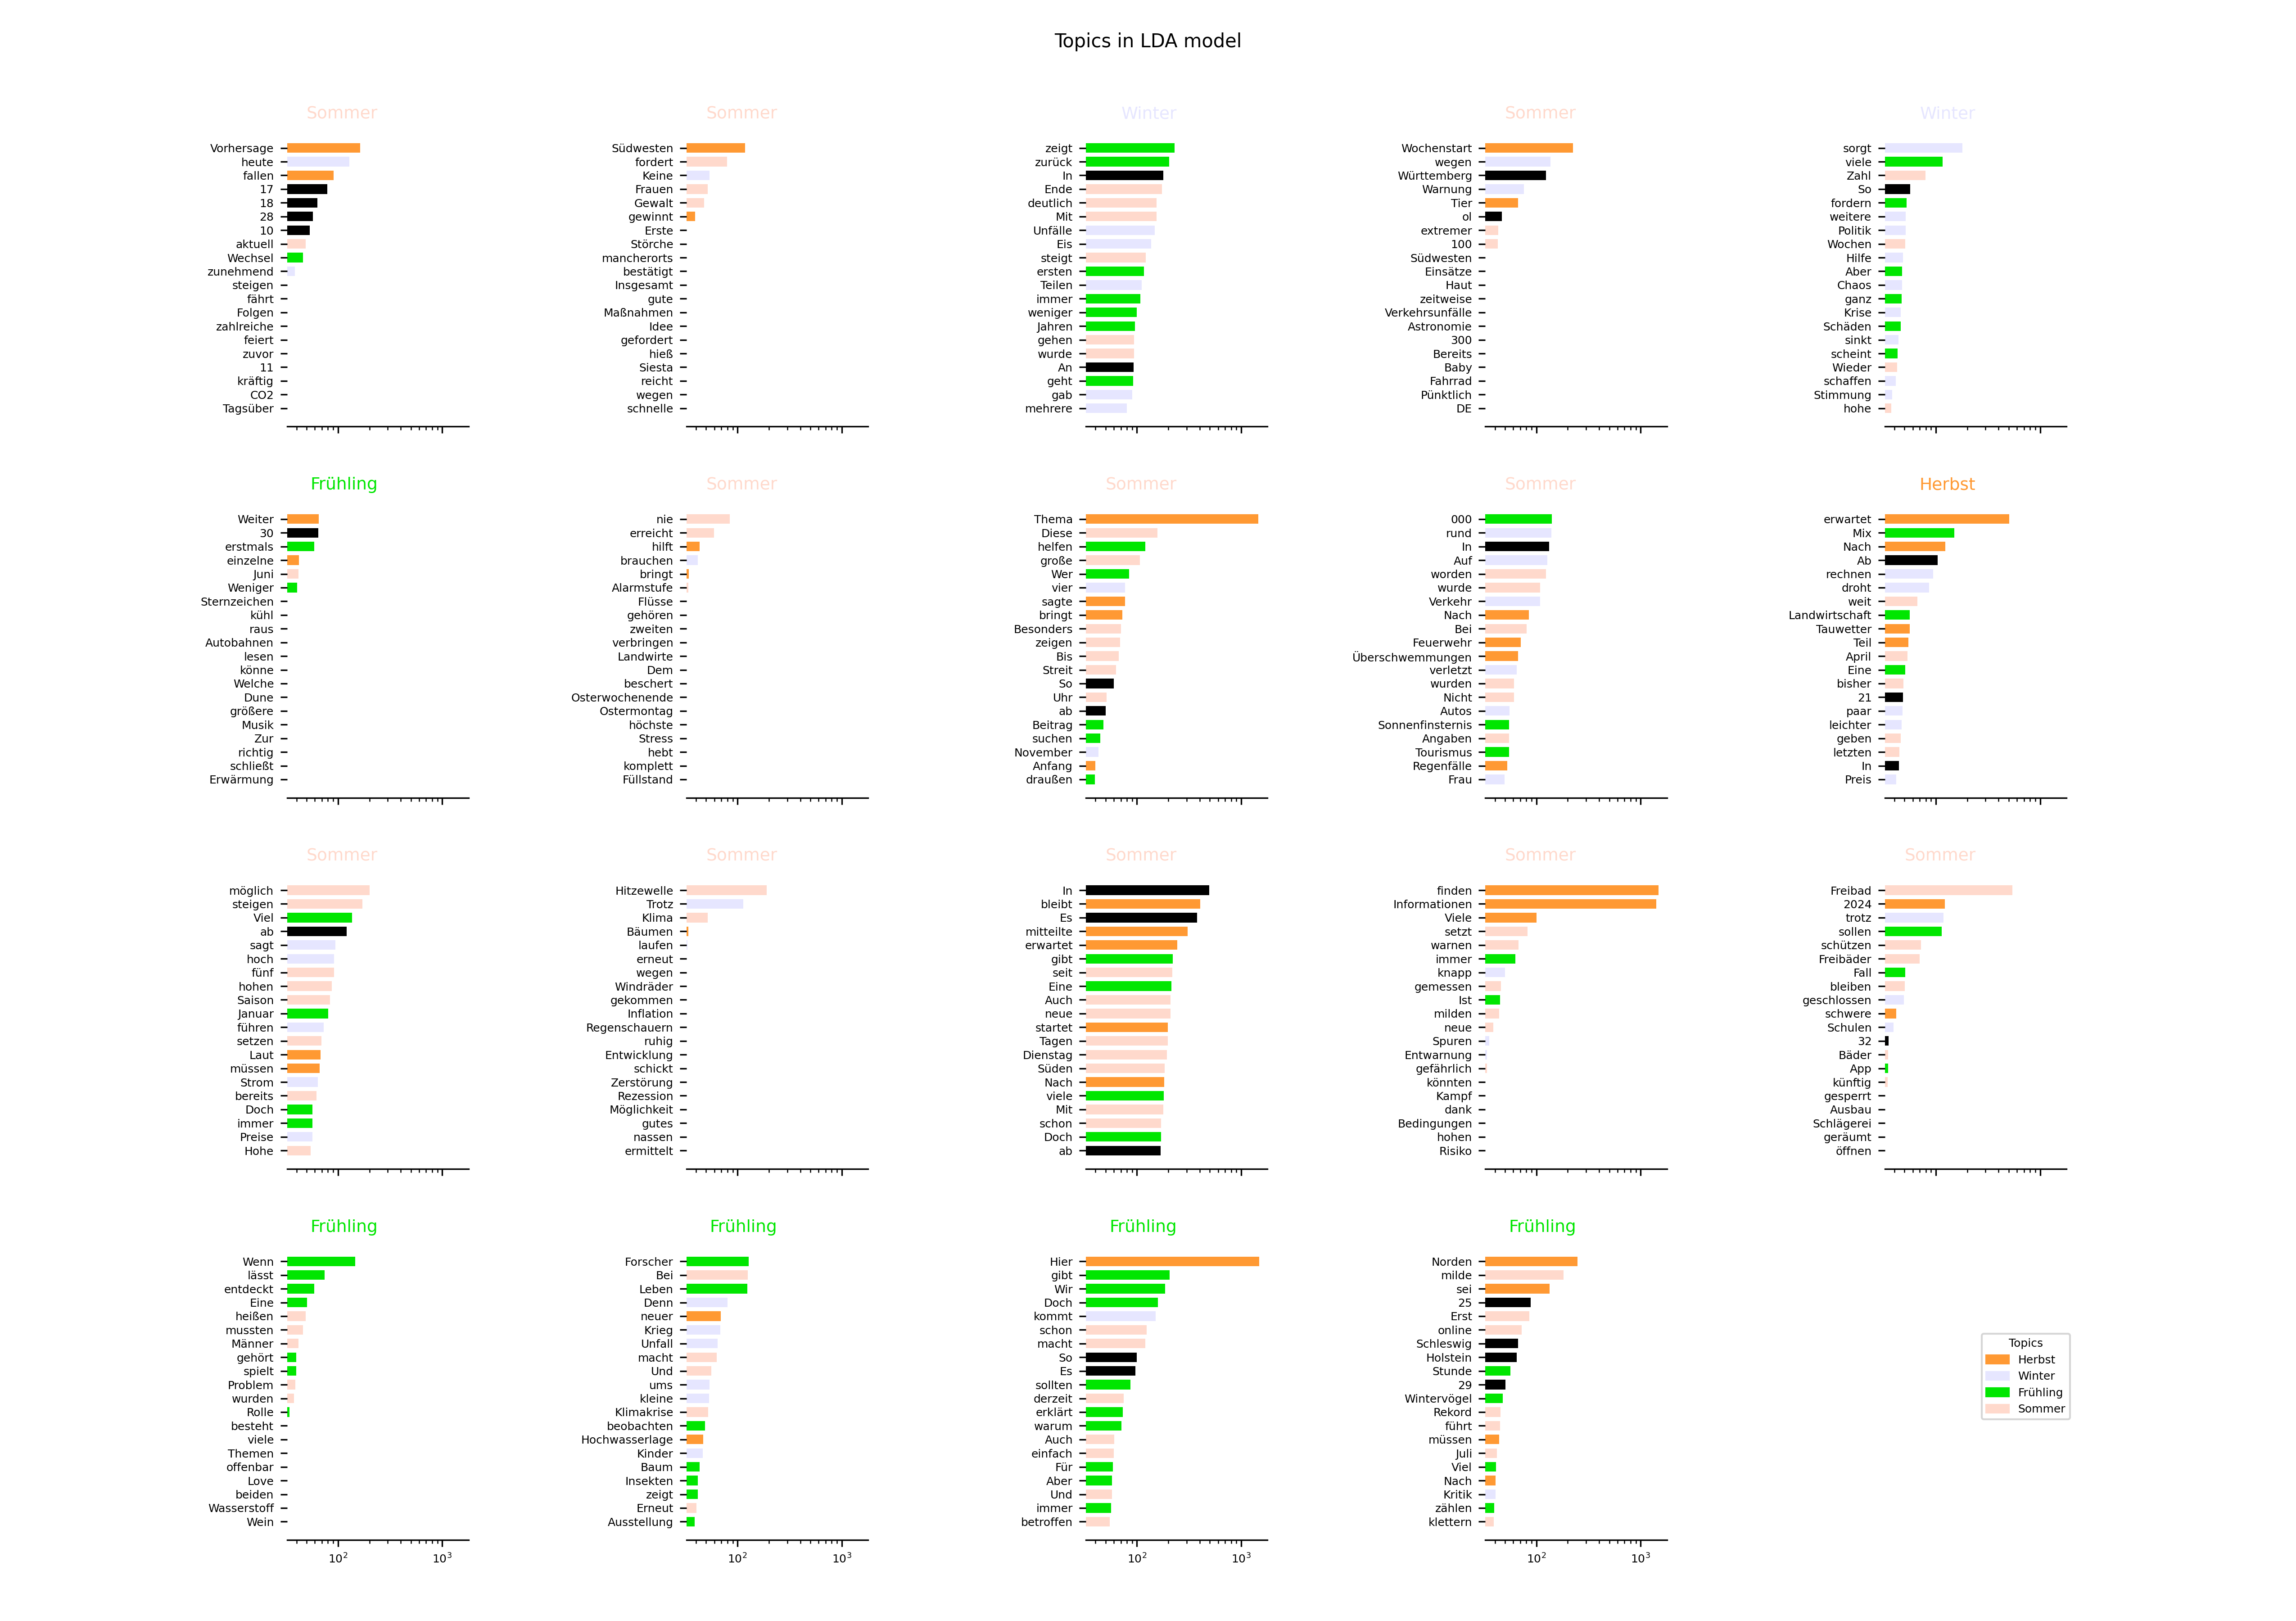 Topics in LDA model
Sommer
Vorhersage
heute
fallen
17
18
28
10
aktuell
Wechsel
zunehmend
steigen
fährt
Folgen
zahlreiche
feiert
zuvor
11
kräftig
CO2
Tagsüber
Sommer
Südwesten
fordert
Keine
Frauen
Gewalt
gewinnt
Erste
Störche
mancherorts
bestätigt
Insgesamt
gute
Maßnahmen
Idee
gefordert
hieß
Siesta
reicht
wegen
schnelle
Winter
zeigt
zurück
In
Ende
deutlich
Mit
Unfälle
Eis
steigt
ersten
Teilen
immer
weniger
Jahren
gehen
wurde
An
geht
gab
mehrere
Sommer
Wochenstart
wegen
Württemberg
Warnung
Tier
ol
extremer
100
Südwesten
Einsätze
Haut
zeitweise
Verkehrsunfälle
Astronomie
300
Bereits
Baby
Fahrrad
Pünktlich
DE
Winter
sorgt
viele
Zahl
So
fordern
weitere
Politik
Wochen
Hilfe
Aber
Chaos
ganz
Krise
Schäden
sinkt
scheint
Wieder
schaffen
Stimmung
hohe
Frühling
Weiter
30
erstmals
einzelne
Juni
Weniger
Sternzeichen
kühl
raus
Autobahnen
lesen
könne
Welche
Dune
größere
Musik
Zur
richtig
schließt
Erwärmung
Sommer
nie
erreicht
hilft
brauchen
bringt
Alarmstufe
Flüsse
gehören
zweiten
verbringen
Landwirte
Dem
beschert
Osterwochenende
Ostermontag
höchste
Stress
hebt
komplett
Füllstand
Sommer
Thema
Diese
helfen
große
Wer
vier
sagte
bringt
Besonders
zeigen
Bis
Streit
So
Uhr
ab
Beitrag
suchen
November
Anfang
draußen
Sommer
000
rund
In
Auf
worden
wurde
Verkehr
Nach
Bei
Feuerwehr
Überschwemmungen
verletzt
wurden
Nicht
Autos
Sonnenfinsternis
Angaben
Tourismus
Regenfälle
Frau
Herbst
erwartet
Mix
Nach
Ab
rechnen
droht
weit
Landwirtschaft
Tauwetter
Teil
April
Eine
bisher
21
paar
leichter
geben
letzten
In
Preis
Sommer
möglich
steigen
Viel
ab
sagt
hoch
fünf
hohen
Saison
Januar
führen
setzen
Laut
müssen
Strom
bereits
Doch
immer
Preise
Hohe
Sommer
Hitzewelle
Trotz
Klima
Bäumen
laufen
erneut
wegen
Windräder
gekommen
Inflation
Regenschauern
ruhig
Entwicklung
schickt
Zerstörung
Rezession
Möglichkeit
gutes
nassen
ermittelt
Sommer
In
bleibt
Es
mitteilte
erwartet
gibt
seit
Eine
Auch
neue
startet
Tagen
Dienstag
Süden
Nach
viele
Mit
schon
Doch
ab
Sommer
finden
Informationen
Viele
setzt
warnen
immer
knapp
gemessen
Ist
milden
neue
Spuren
Entwarnung
gefährlich
könnten
Kampf
dank
Bedingungen
hohen
Risiko
Sommer
Freibad
2024
trotz
sollen
schützen
Freibäder
Fall
bleiben
geschlossen
schwere
Schulen
32
Bäder
App
künftig
gesperrt
Ausbau
Schlägerei
geräumt
öffnen
Frühling
Wenn
lässt
entdeckt
Eine
heißen
mussten
Männer
gehört
spielt
Problem
wurden
Rolle
besteht
viele
Themen
offenbar
Love
beiden
Wasserstoff
Wein
10² 10³
Frühling
Forscher
Bei
Leben
Denn
neuer
Krieg
Unfall
macht
Und
ums
kleine
Klimakrise
beobachten
Hochwasserlage
Kinder
Baum
Insekten
zeigt
Erneut
Ausstellung
10² 10³
Frühling
Hier
gibt
Wir
Doch
kommt
schon
macht
So
Es
sollten
derzeit
erklärt
warum
Auch
einfach
Für
Aber
Und
immer
betroffen
10² 10³
Frühling
Norden
milde
sei
25
Erst
online
Schleswig
Holstein
Stunde
29
Wintervögel
Rekord
führt
müssen
Juli
Viel
Nach
Kritik
zählen
klettern
10² 10³
Topics
Herbst
Winter
Frühling
Sommer